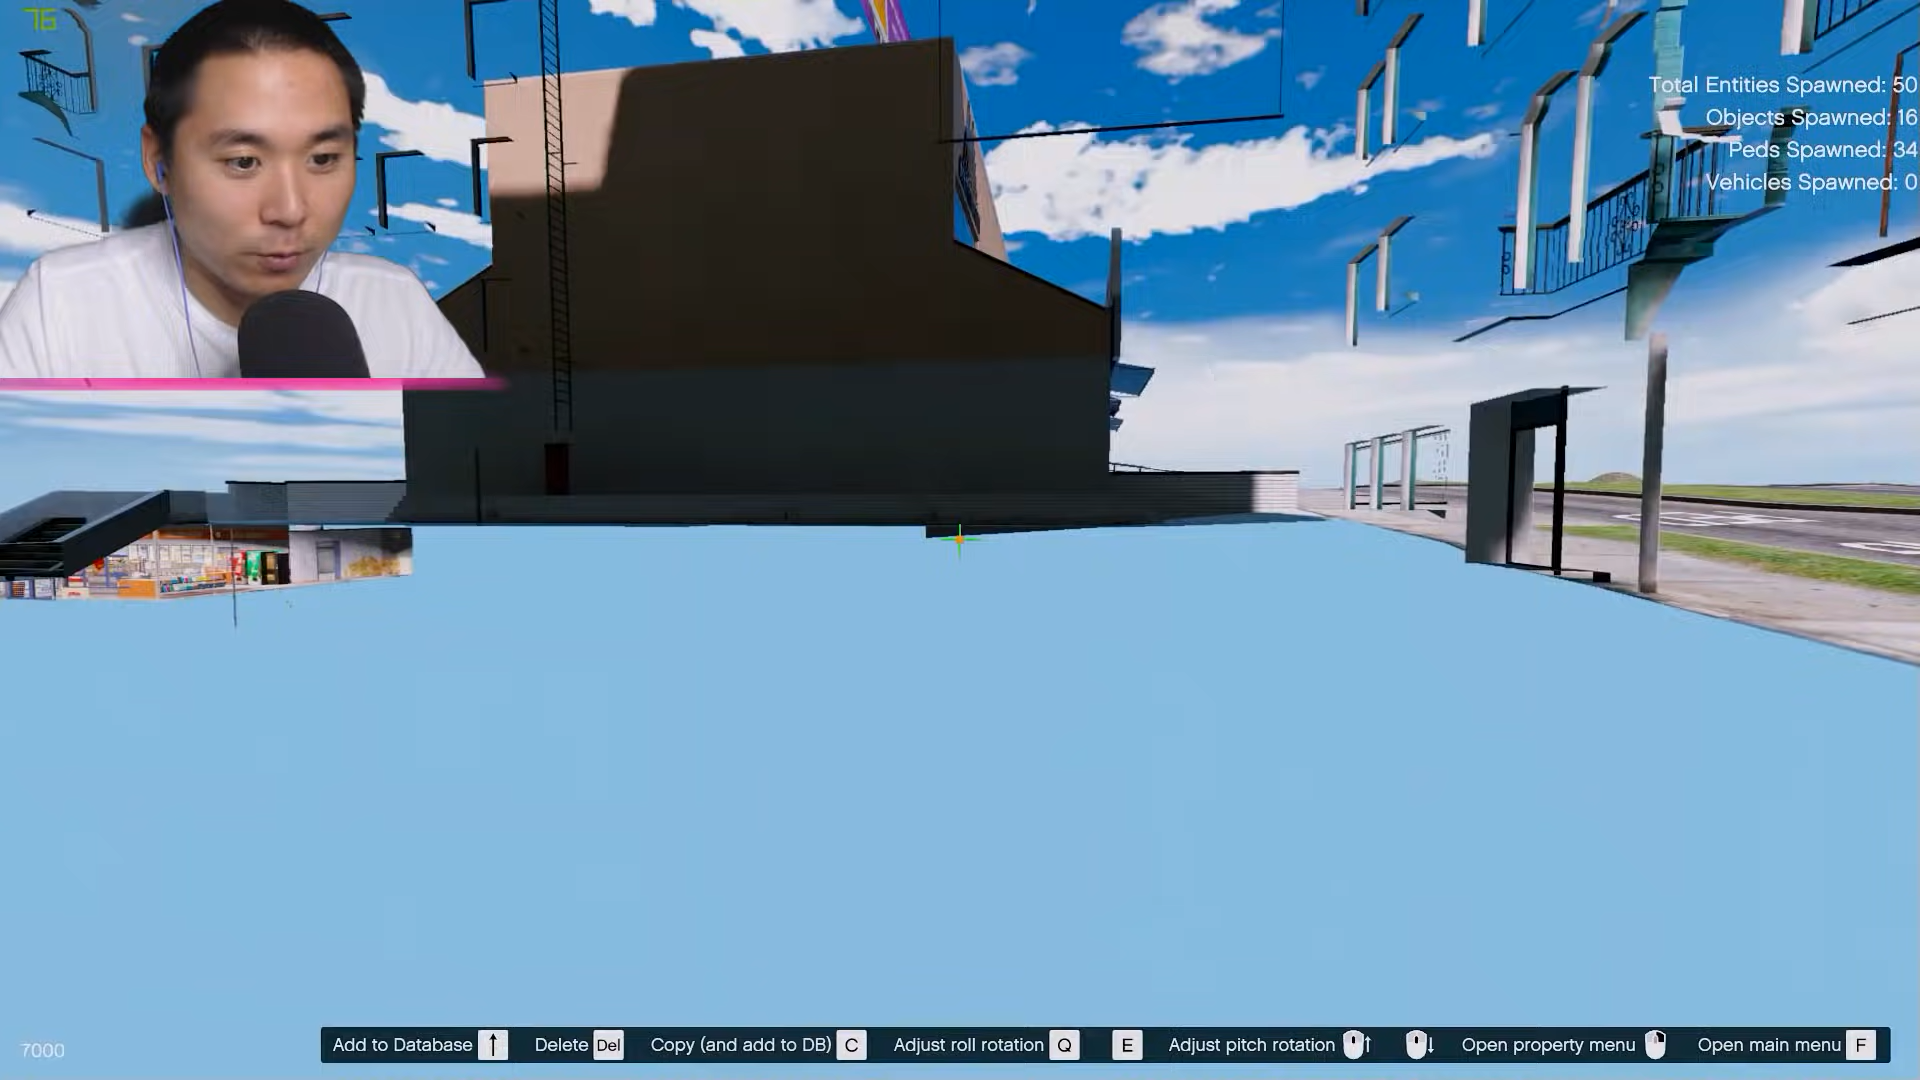 76
Total Entities Spawned: 50
Objects Spawned: 16
Peds Spawned: 34
Vehicles Spawned: 0
7000
Add to Database ↑ Delete Del Copy (and add to DB) C Adjust roll rotation Q E Adjust pitch rotation ↑ ↓ Open property menu Open main menu F